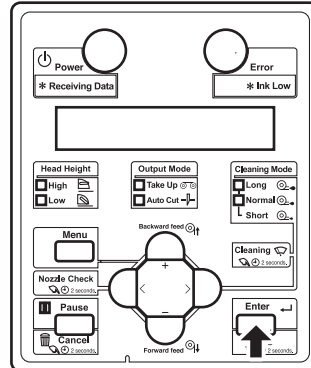 Power
Error
* Receiving Data
* Ink Low
Head Height
High
Low
Output Mode
Take Up
Auto Cut
Cleaning Mode
Long
Normal
Short
Menu
Backward feed
Cleaning
2 seconds.
Nozzle Check
2 seconds.
+
< >
−
Pause
Cancel
2 seconds.
Forward feed
Enter